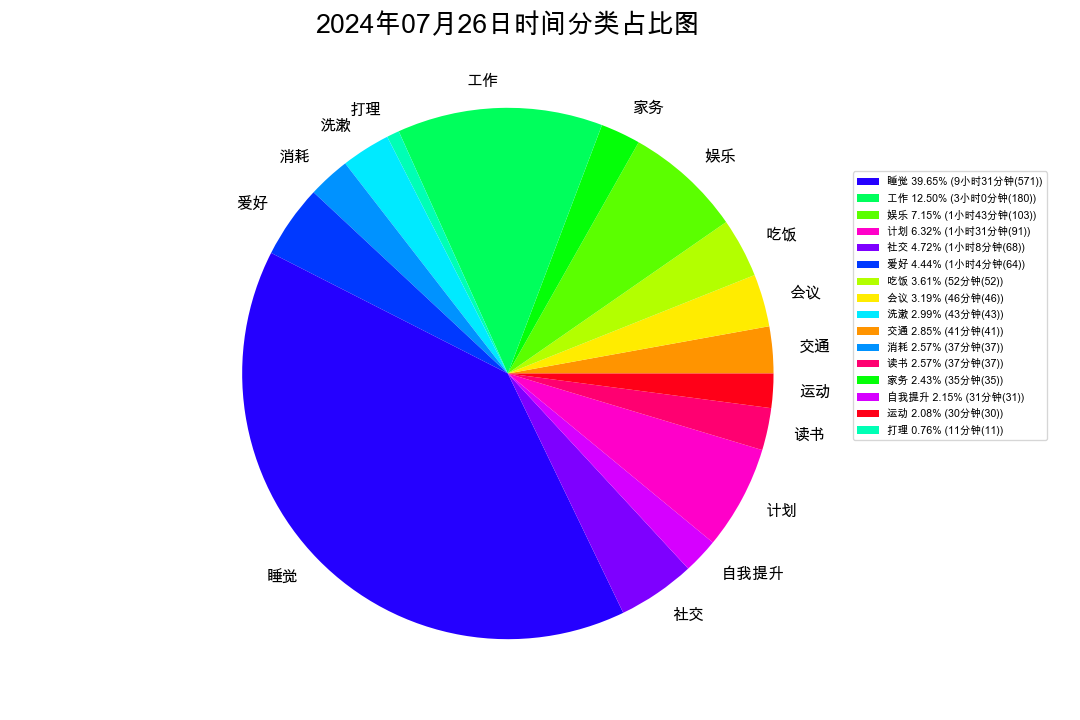 2024年07月26日时间分类占比图
工作
打理
家务
洗漱
消耗
娱乐
爱好
吃饭
会议
交通
运动
读书
计划
自我提升
睡觉
社交
睡觉 39.65% (9小时31分钟(571))
工作 12.50% (3小时0分钟(180))
娱乐 7.15% (1小时43分钟(103))
计划 6.32% (1小时31分钟(91))
社交 4.72% (1小时8分钟(68))
爱好 4.44% (1小时4分钟(64))
吃饭 3.61% (52分钟(52))
会议 3.19% (46分钟(46))
洗漱 2.99% (43分钟(43))
交通 2.85% (41分钟(41))
消耗 2.57% (37分钟(37))
读书 2.57% (37分钟(37))
家务 2.43% (35分钟(35))
自我提升 2.15% (31分钟(31))
运动 2.08% (30分钟(30))
打理 0.76% (11分钟(11))